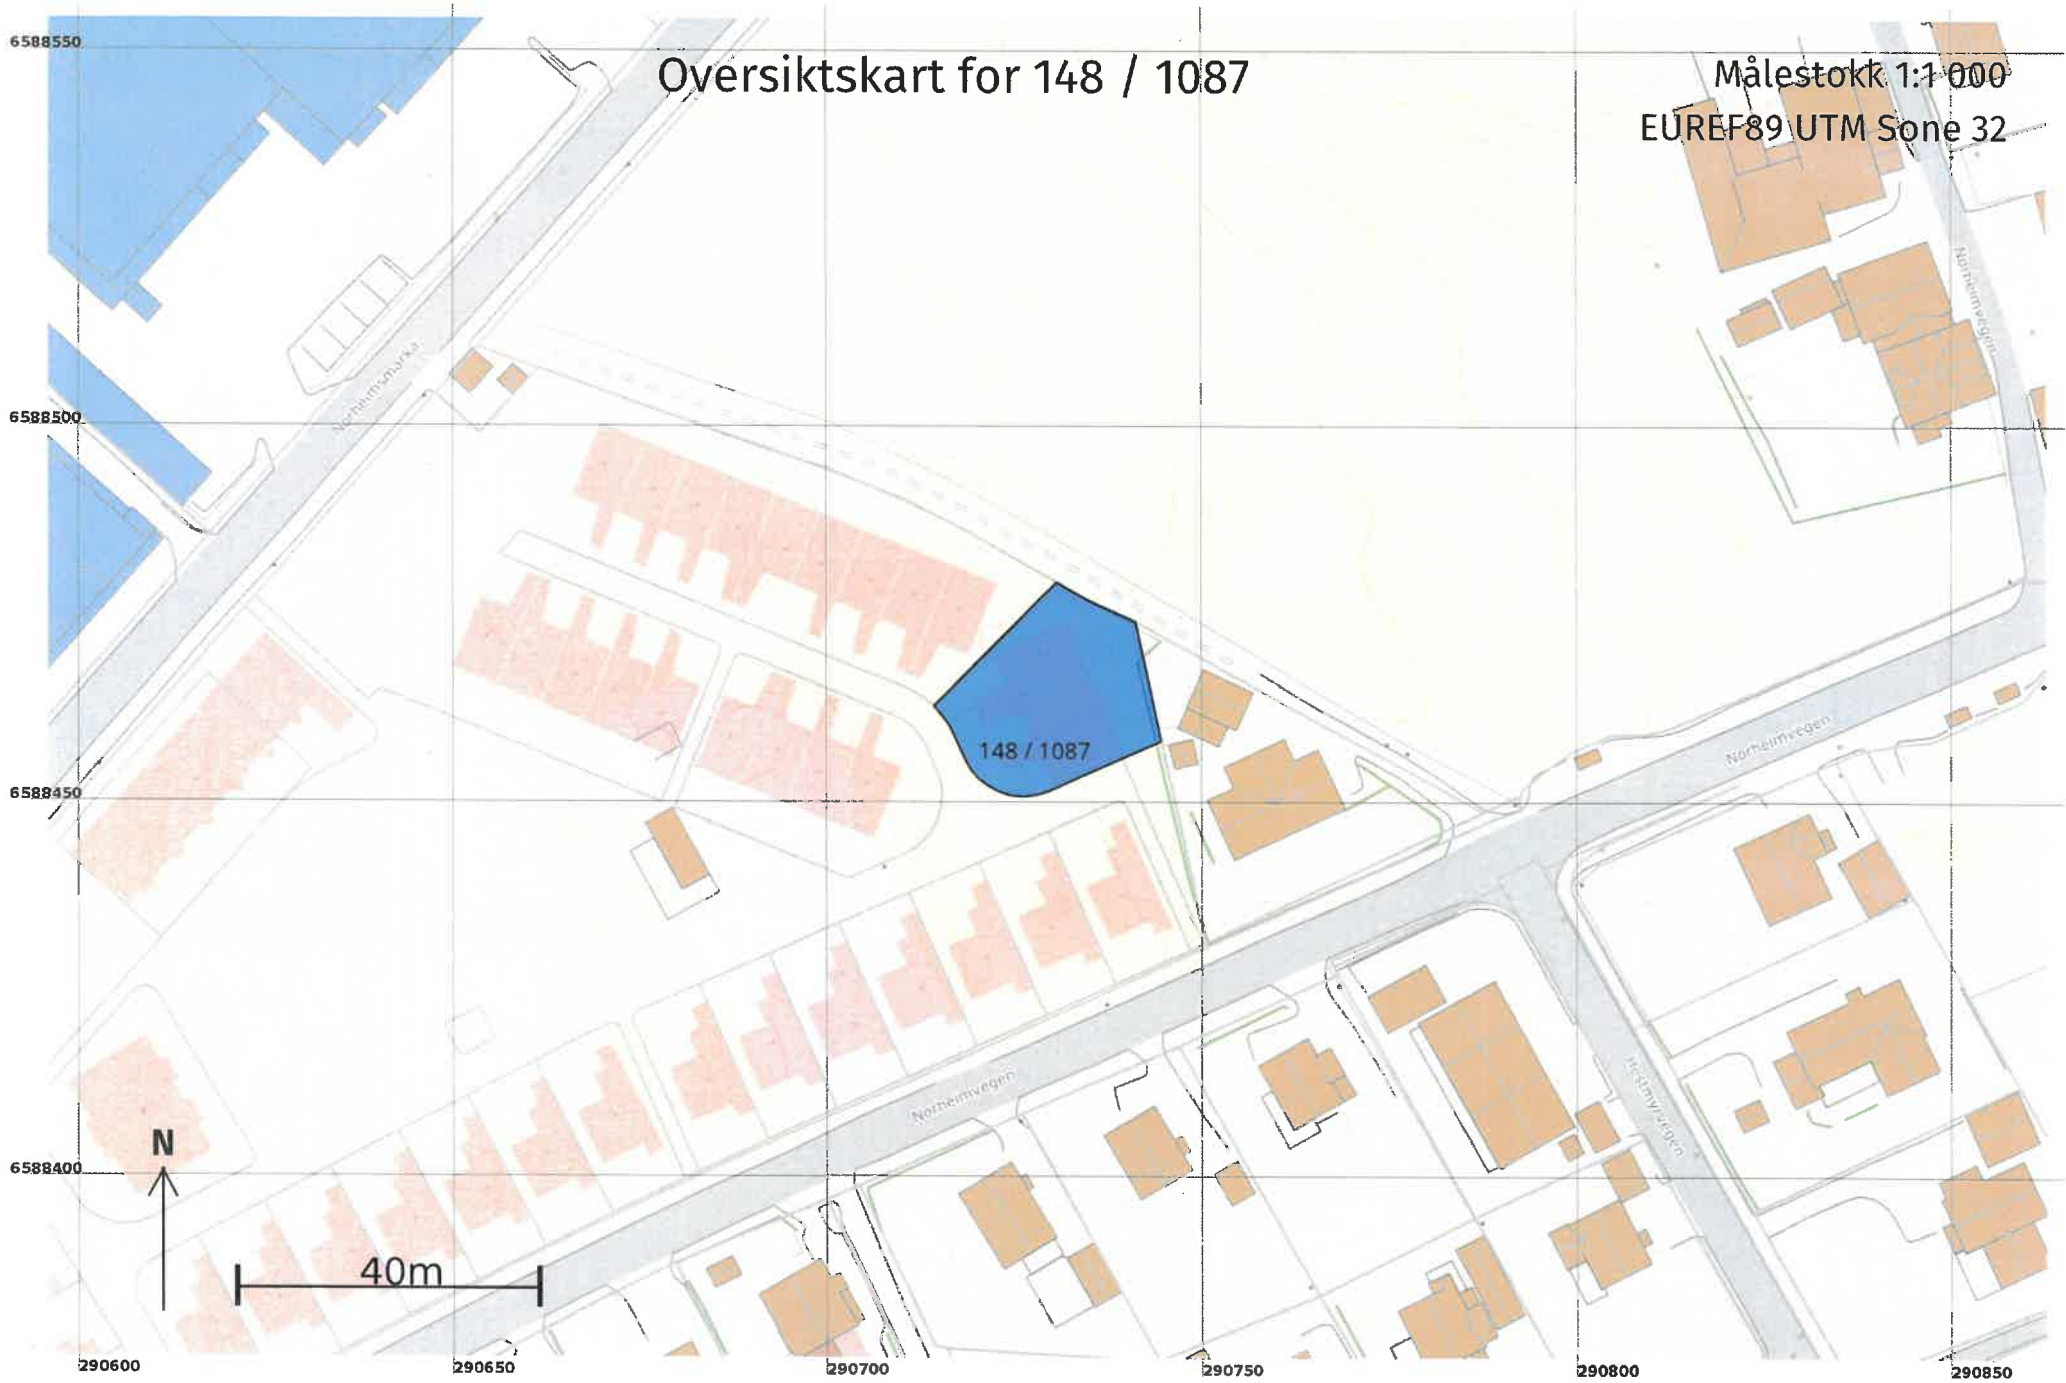 6588550
Oversiktskart for 148 / 1087
Målestokk 1:1 000
EUREF89 UTM Sone 32
Norheimvegen
Norheimsmarka
6588500
148 / 1087
Norheimvegen
6588450
Norheimvegen
N
6588400
40m
290600
290650
290700
290750
290800
290850